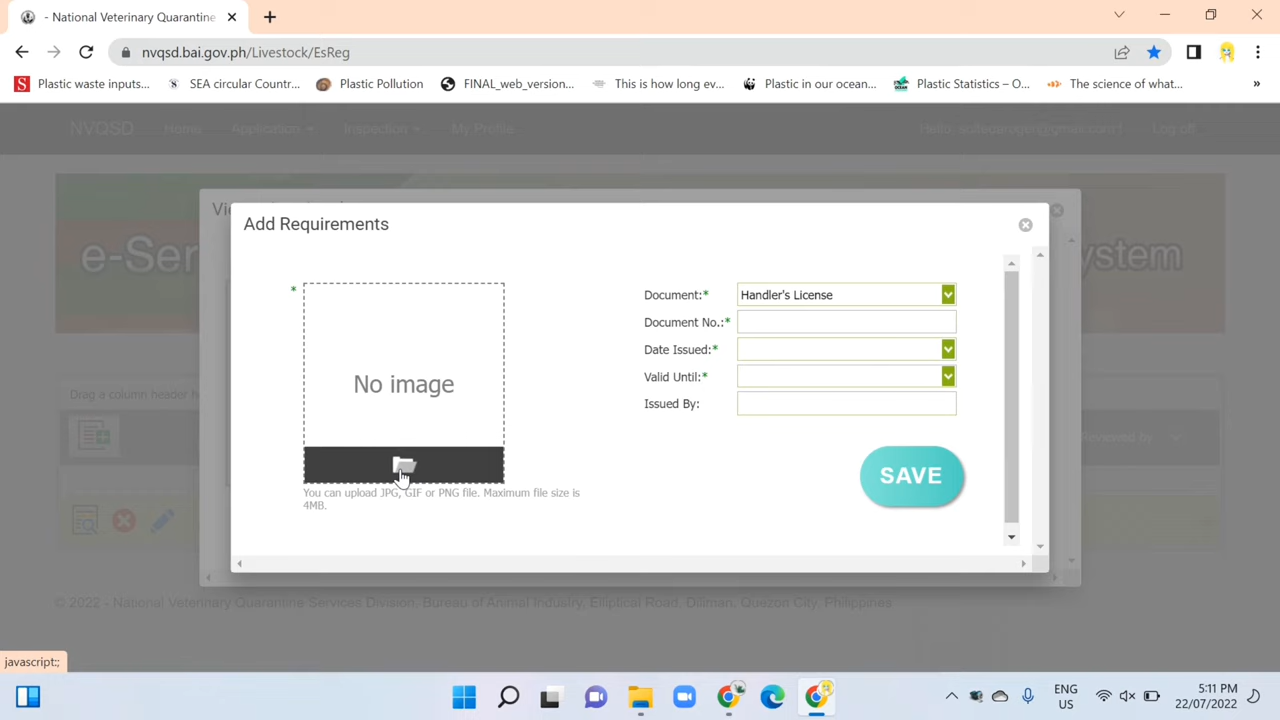 - National Veterinary Quarantine
nvqsd.bai.gov.ph/Livestock/EsReg
Plastic waste inputs...
SEA circular Countr...
Plastic Pollution
FINAL_web_version...
This is how long ev...
Plastic in our ocean...
Plastic Statistics – O...
The science of what...
»
NVQSD
Home
Application
Inspection
My Profile
Log off
e-Ser
ystem
Add Requirements
*
No image
You can upload JPG, GIF or PNG file. Maximum file size is
4MB.
Document:* Handler's License
Document No.:*
Date Issued:*
Valid Until:*
Issued By:
SAVE
Drag a column header h
Reviewed by
© 2022 - National Veterinary Quarantine Services Division, Bureau of Animal Industry, Elliptical Road, Diliman, Quezon City, Philippines
javascript:;
ENG
US
5:11 PM
22/07/2022